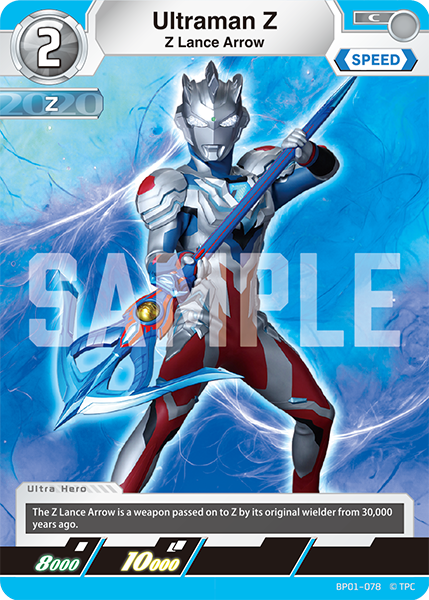 2
Ultraman Z
Z Lance Arrow
C
SPEED
2020
Z
SAMPLE
Ultra Hero
The Z Lance Arrow is a weapon passed on to Z by its original wielder from 30,000
years ago.
8000
10000
BP01-078 © TPC